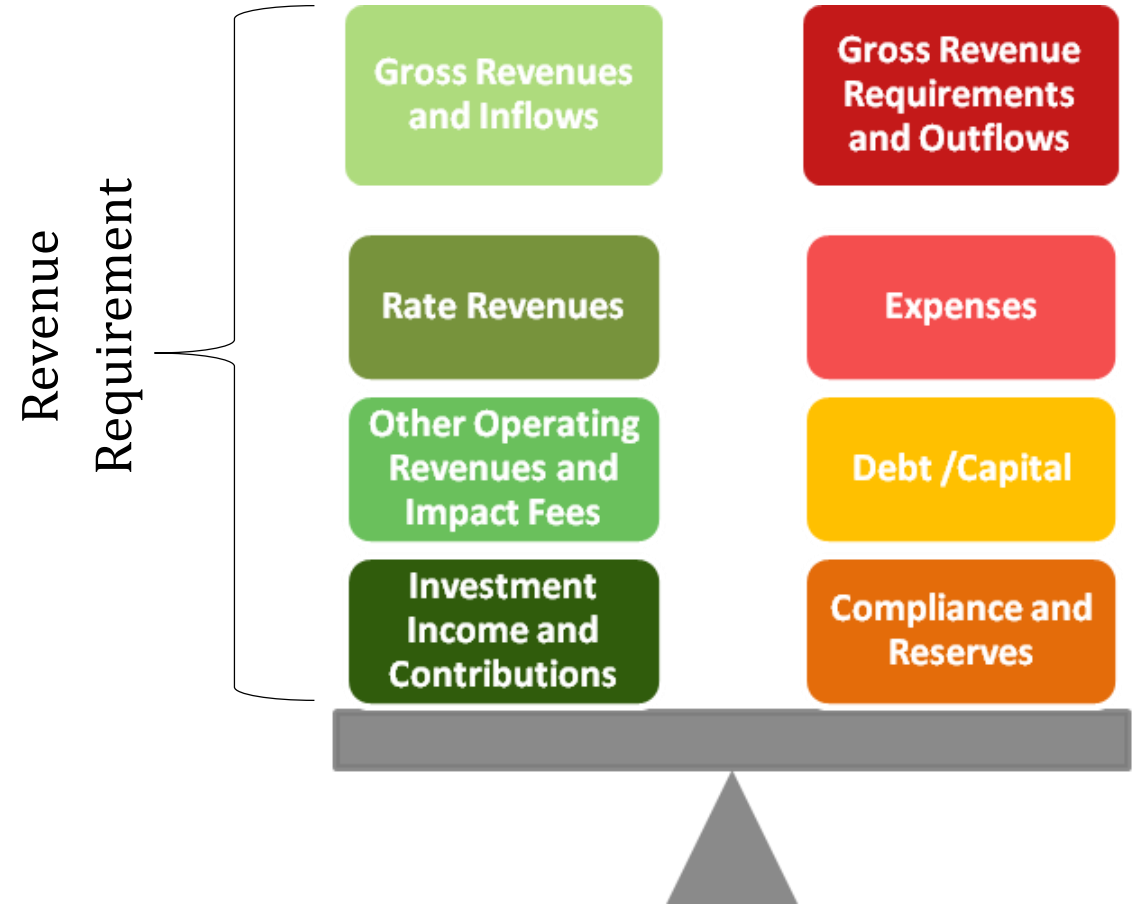 Revenue
Requirement
Gross Revenues
and Inflows
Gross Revenue
Requirements
and Outflows
Rate Revenues
Expenses
Other Operating
Revenues and
Impact Fees
Debt /Capital
Investment
Income and
Contributions
Compliance and
Reserves